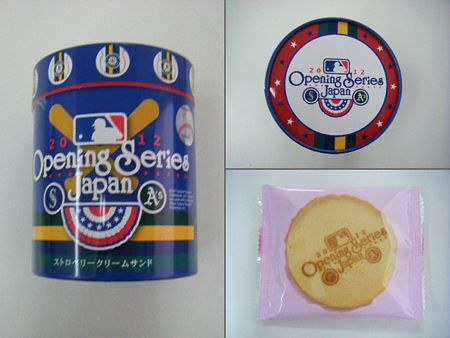 2012
Opening Series
Japan
S
A's
ストロベリークリームサンド
2012
Opening Series
Japan
S
A's
2012
Opening Series
Japan